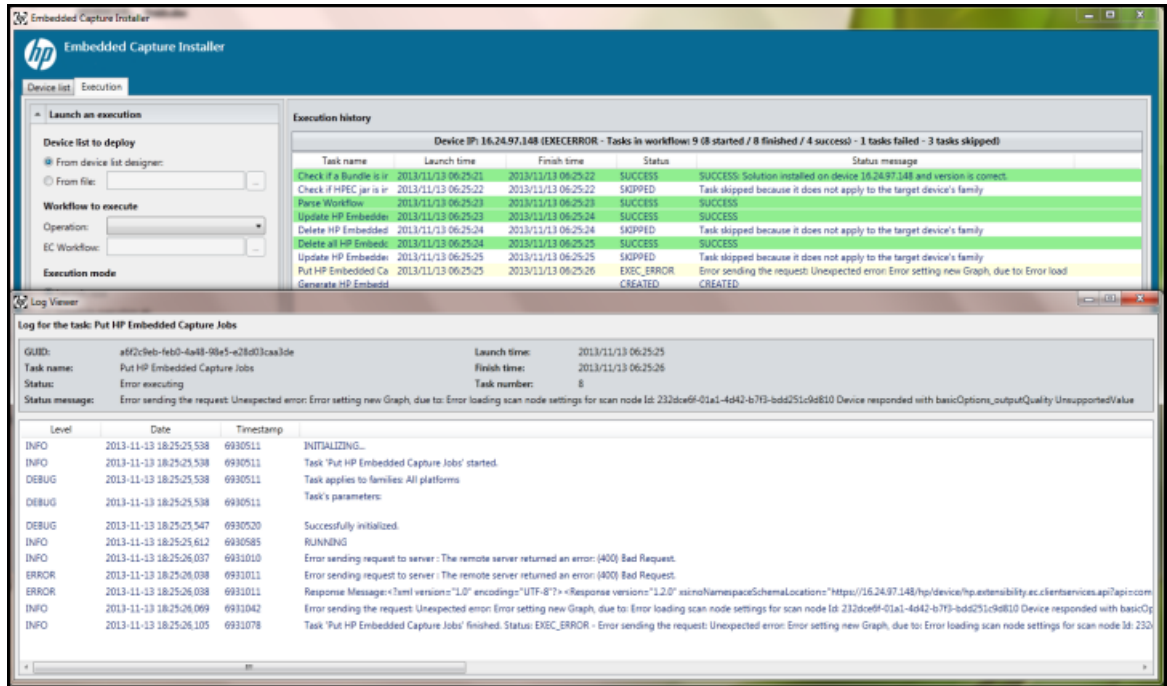 Embedded Capture Installer
hp Embedded Capture Installer
Device list Execution
Launch an execution
Device list to deploy
From device list designer:
From file: ...
Workflow to execute
Operation:
EC Workflow: ...
Execution mode
Execution history
Device IP: 16.24.97.148 (EXECERROR - Tasks in workflow: 9 (8 started / 8 finished / 4 success) - 1 tasks failed - 3 tasks skipped)
Task name Launch time Finish time Status Status message
Check if a Bundle is ir 2013/11/13 06:25:21 2013/11/13 06:25:22 SUCCESS SUCCESS: Solution installed on device 16.24.97.148 and version is correct.
Check if HPEC jar is ir 2013/11/13 06:25:22 2013/11/13 06:25:22 SKIPPED Task skipped because it does not apply to the target device's family
Parse Workflow 2013/11/13 06:25:23 2013/11/13 06:25:23 SUCCESS SUCCESS
Update HP Embedde 2013/11/13 06:25:23 2013/11/13 06:25:24 SUCCESS SUCCESS
Delete HP Embedded 2013/11/13 06:25:24 2013/11/13 06:25:24 SKIPPED Task skipped because it does not apply to the target device's family
Delete all HP Embedc 2013/11/13 06:25:24 2013/11/13 06:25:25 SUCCESS SUCCESS
Update HP Embedde 2013/11/13 06:25:25 2013/11/13 06:25:25 SKIPPED Task skipped because it does not apply to the target device's family
Put HP Embedded Ca 2013/11/13 06:25:25 2013/11/13 06:25:26 EXEC_ERROR Error sending the request: Unexpected error: Error setting new Graph, due to: Error load
Generate HP Embedd CREATED CREATED
Log Viewer
Log for the task: Put HP Embedded Capture Jobs
GUID: a6f2c9eb-feb0-4a48-98e5-e28d03caa3de Launch time: 2013/11/13 06:25:25
Task name: Put HP Embedded Capture Jobs Finish time: 2013/11/13 06:25:26
Status: Error executing Task number: 8
Status message: Error sending the request: Unexpected error: Error setting new Graph, due to: Error loading scan node settings for scan node Id: 232dce6f-01a1-4d42-b7f3-bdd251c9d810 Device responded with basicOptions_outputQuality UnsupportedValue
Level Date Timestamp
INFO 2013-11-13 18:25:25,538 6930511 INITIALIZING...
INFO 2013-11-13 18:25:25,538 6930511 Task 'Put HP Embedded Capture Jobs' started.
DEBUG 2013-11-13 18:25:25,538 6930511 Task applies to families: All platforms
DEBUG 2013-11-13 18:25:25,538 6930511 Task's parameters:
DEBUG 2013-11-13 18:25:25,547 6930520 Successfully initialized.
INFO 2013-11-13 18:25:25,612 6930585 RUNNING
INFO 2013-11-13 18:25:26,037 6931010 Error sending request to server : The remote server returned an error: (400) Bad Request.
ERROR 2013-11-13 18:25:26,038 6931011 Error sending request to server : The remote server returned an error: (400) Bad Request.
ERROR 2013-11-13 18:25:26,038 6931011 Response Message:<?xml version="1.0" encoding="UTF-8"?> <Response version="1.2.0" xsi:noNamespaceSchemaLocation="https://16.24.97.148/hp/device/hp.extensibility.ec.clientservices.api?api=com
INFO 2013-11-13 18:25:26,069 6931042 Error sending the request: Unexpected error: Error setting new Graph, due to: Error loading scan node settings for scan node Id: 232dce6f-01a1-4d42-b7f3-bdd251c9d810 Device responded with basicOp
INFO 2013-11-13 18:25:26,105 6931078 Task 'Put HP Embedded Capture Jobs' finished. Status: EXEC_ERROR - Error sending the request: Unexpected error: Error setting new Graph, due to: Error loading scan node settings for scan node Id: 232